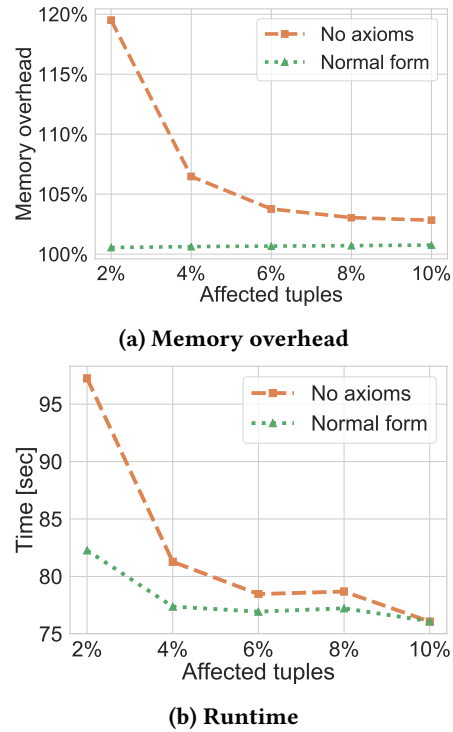 120%
115%
110%
105%
100%
Memory overhead
No axioms
Normal form
2% 4% 6% 8% 10%
Affected tuples
(a) Memory overhead
95
90
85
80
75
Time [sec]
No axioms
Normal form
2% 4% 6% 8% 10%
Affected tuples
(b) Runtime